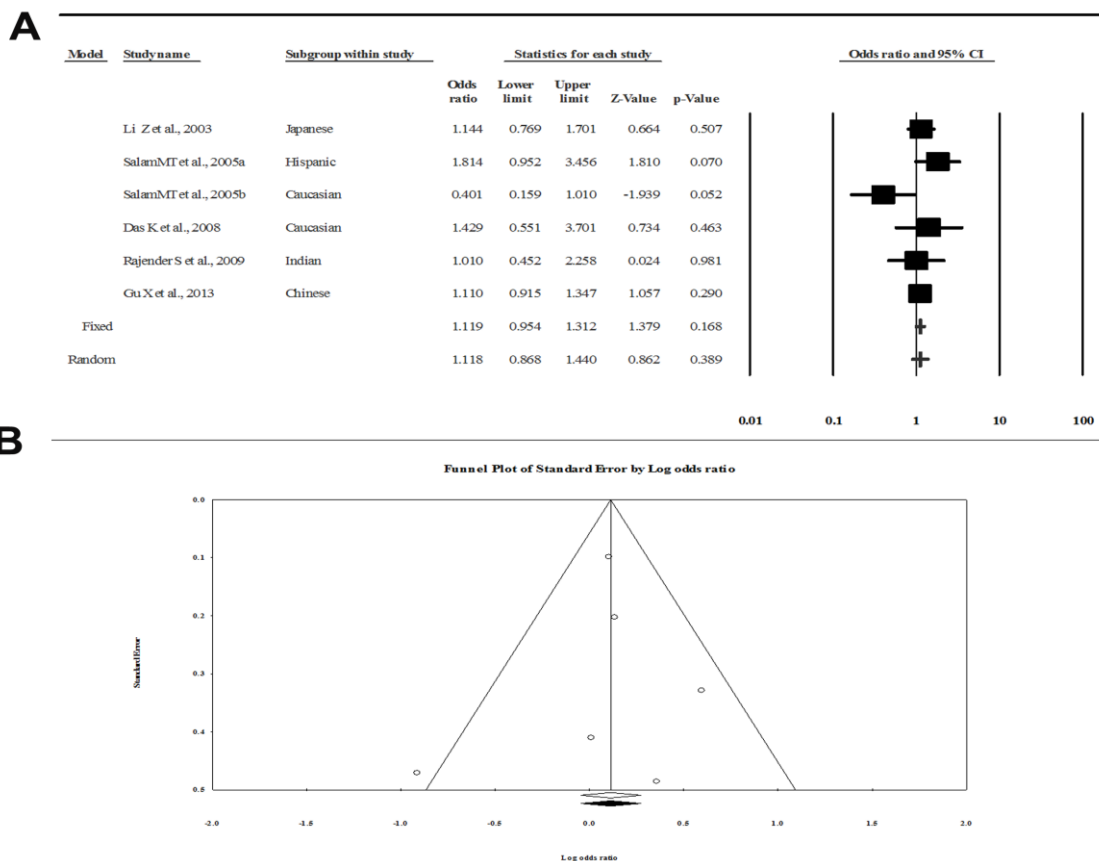 A
Model Study name Subgroup within study Statistics for each study Odds ratio and 95% CI
Odds ratio Lower limit Upper limit Z-Value p-Value
Li Z et al., 2003 Japanese 1.144 0.769 1.701 0.664 0.507
SalamMT et al., 2005a Hispanic 1.814 0.952 3.456 1.810 0.070
SalamMT et al., 2005b Caucasian 0.401 0.159 1.010 -1.939 0.052
Das K et al., 2008 Caucasian 1.429 0.551 3.701 0.734 0.463
Rajender S et al., 2009 Indian 1.010 0.452 2.258 0.024 0.981
Gu X et al., 2013 Chinese 1.110 0.915 1.347 1.057 0.290
Fixed 1.119 0.954 1.312 1.379 0.168
Random 1.118 0.868 1.440 0.862 0.389
0.01 0.1 1 10 100
B
Funnel Plot of Standard Error by Log odds ratio
0.0
0.1
0.2
0.3
0.4
0.5
Standard Error
-2.0 -1.5 -1.0 -0.5 0.0 0.5 1.0 1.5 2.0
Log odds ratio